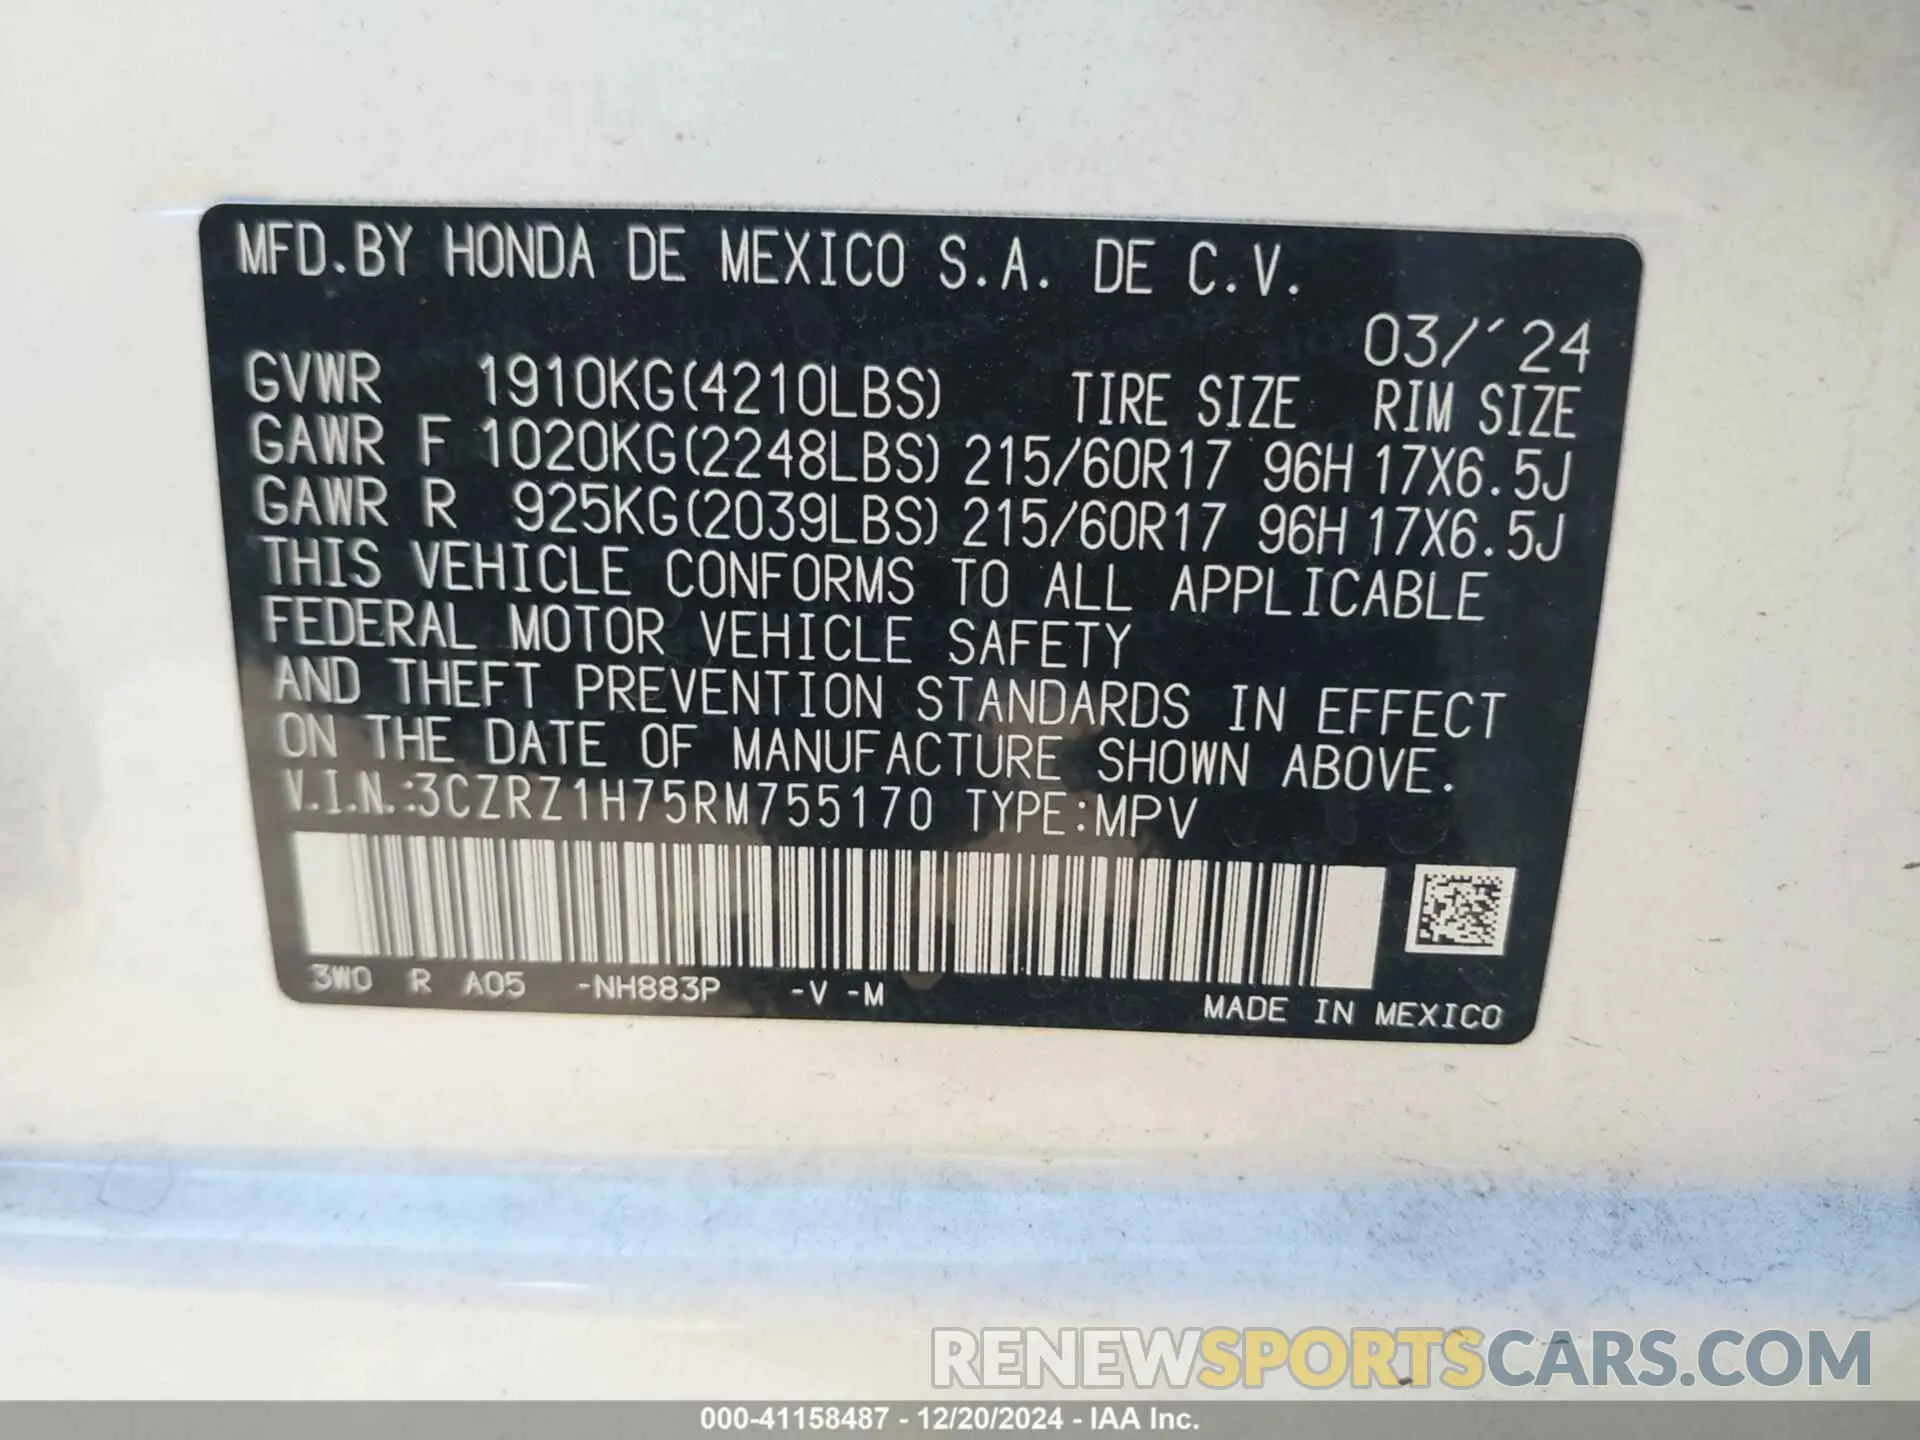 MFD.BY HONDA DE MEXICO S.A. DE C.V.
03/´24
GVWR 1910KG(4210LBS) TIRE SIZE RIM SIZE
GAWR F 1020KG(2248LBS) 215/60R17 96H 17X6.5J
GAWR R 925KG(2039LBS) 215/60R17 96H 17X6.5J
THIS VEHICLE CONFORMS TO ALL APPLICABLE
FEDERAL MOTOR VEHICLE SAFETY
AND THEFT PREVENTION STANDARDS IN EFFECT
ON THE DATE OF MANUFACTURE SHOWN ABOVE.
V.I.N.:3CZRZ1H75RM755170 TYPE:MPV
3W0 R A05 -NH883P -V -M
MADE IN MEXICO
RENEWSPORTSCARS.COM
000-41158487 - 12/20/2024 - IAA Inc.